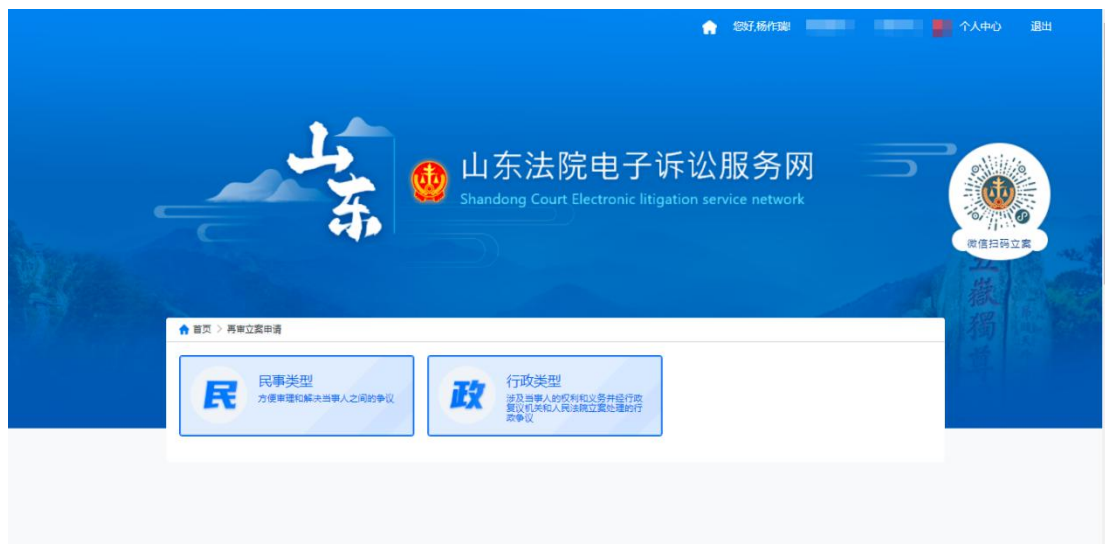 您好,杨作瑞!
个人中心
退出
山东
山东法院电子诉讼服务网
Shandong Court Electronic litigation service network
微信扫码立案
首页 > 再审立案申请
民
民事类型
方便审理和解决当事人之间的争议
政
行政类型
涉及当事人的权利和义务并经行政
复议机关和人民法院立案处理的行
政争议